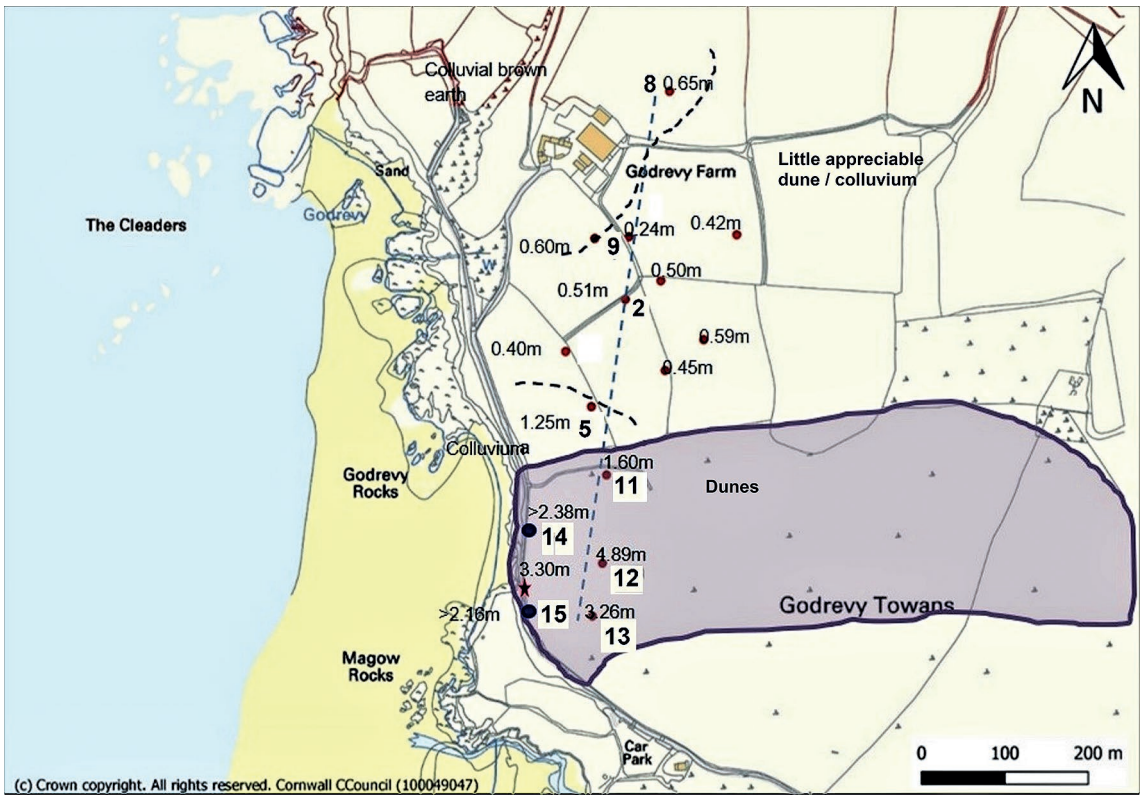 Colluvial brown
earth
8
0.65m
N
Little appreciable
dune / colluvium
Sand
Godrevy Farm
Godrevy
The Cleaders
W
0.60m
9
0.24m
0.42m
0.50m
0.51m
2
0.59m
0.40m
0.45m
1.25m
5
Colluvium
a
1.60m
11
Godrevy
Rocks
Dunes
>2.38m
14
4.89m
12
3.30m
>2.16m
15
3.26m
13
Godrevy Towans
Magow
Rocks
Car
Park
0 100 200 m
(c) Crown copyright. All rights reserved. Cornwall CCouncil (100049047)